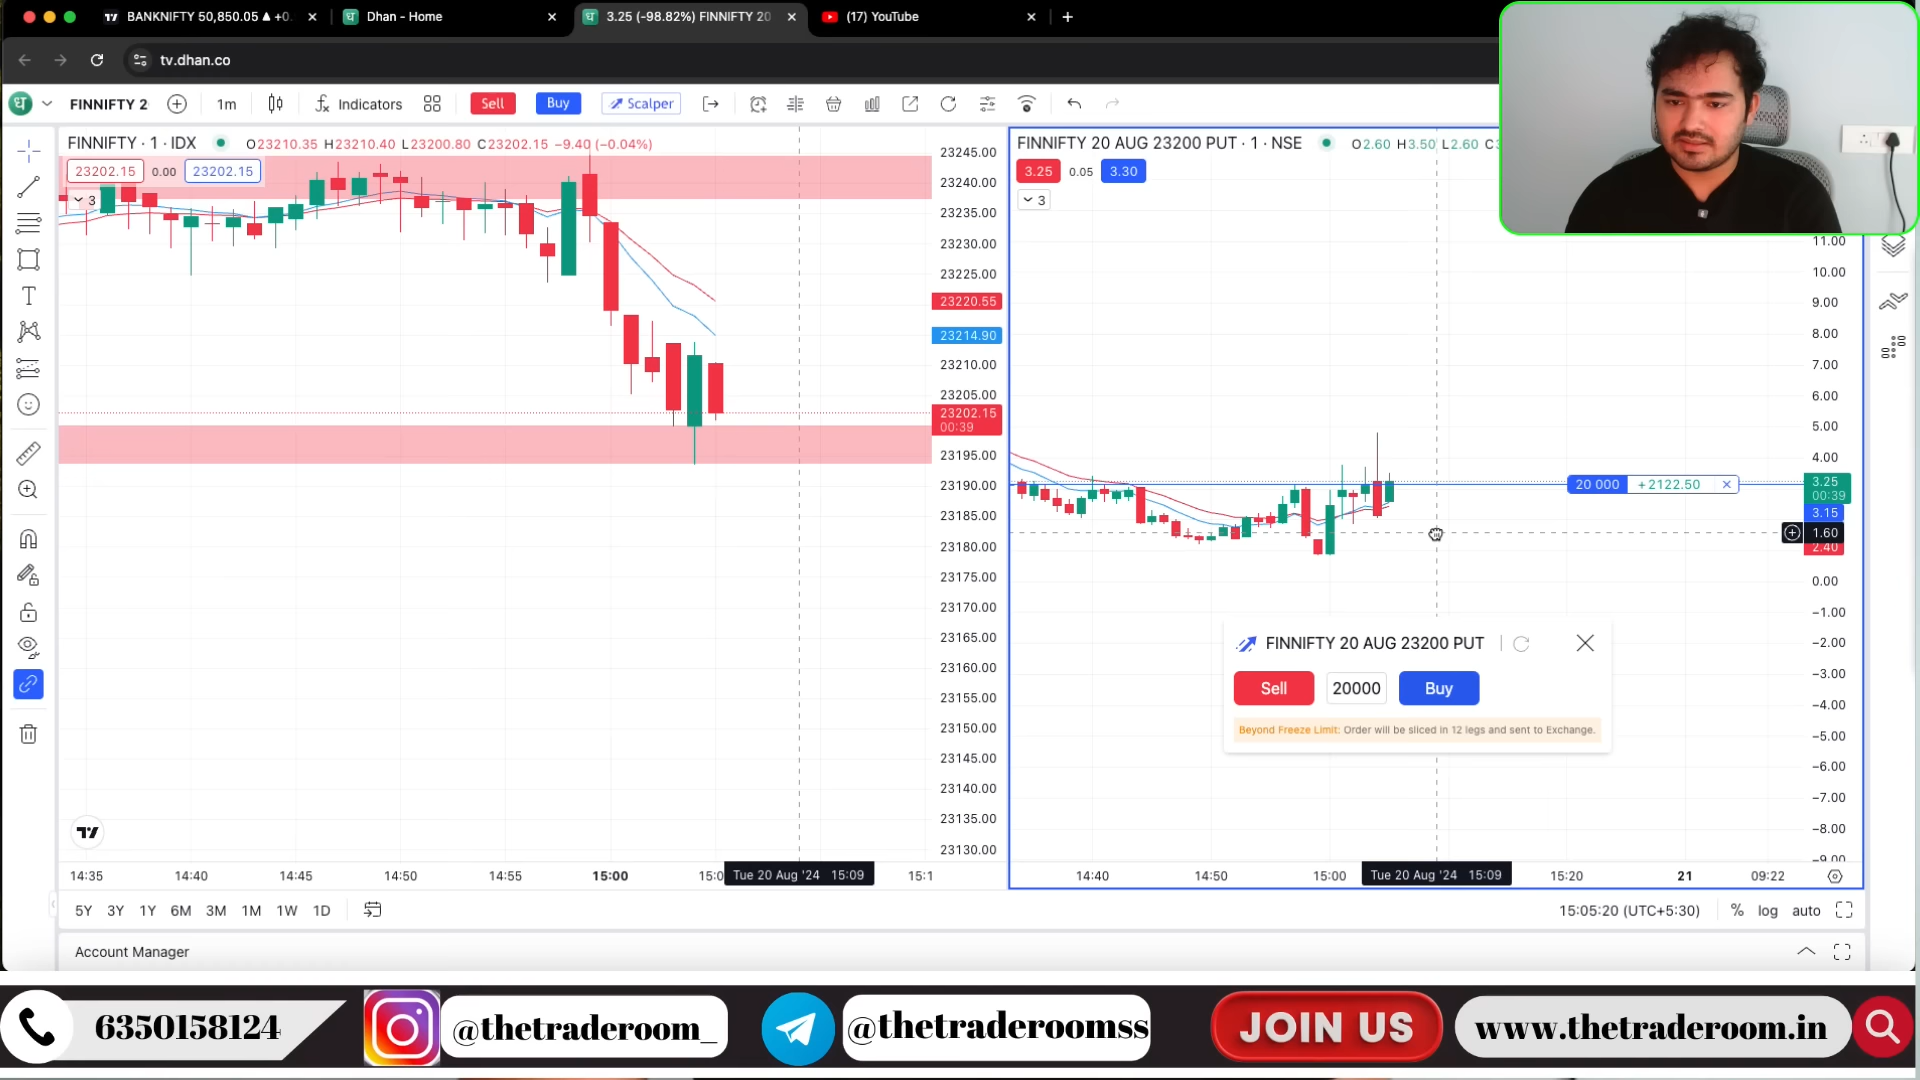 BANKNIFTY 50,850.05 ▲ +0.
Dhan - Home
3.25 (-98.82%) FINNIFTY 20
(17) YouTube
tv.dhan.co
FINNIFTY 2
1m
Indicators
Sell
Buy
Scalper
FINNIFTY · 1 · IDX
O23210.35 H23210.40 L23200.80 C23202.15 −9.40 (−0.04%)
23202.15
0.00
23202.15
3
23245.00
23240.00
23235.00
23230.00
23225.00
23220.55
23214.90
23210.00
23205.00
23202.15
00:39
23195.00
23190.00
23185.00
23180.00
23175.00
23170.00
23165.00
23160.00
23155.00
23150.00
23145.00
23140.00
23135.00
23130.00
14:35
14:40
14:45
14:50
14:55
15:00
15:0
Tue 20 Aug '24 15:09
15:1
FINNIFTY 20 AUG 23200 PUT · 1 · NSE
O2.60 H3.50 L2.60 C3
3.25
0.05
3.30
3
11.00
10.00
9.00
8.00
7.00
6.00
5.00
4.00
3.25
00:39
3.15
1.60
2.40
0.00
−1.00
−2.00
−3.00
−4.00
−5.00
−6.00
−7.00
−8.00
−9.00
20 000
+2122.50
FINNIFTY 20 AUG 23200 PUT
Sell
20000
Buy
Beyond Freeze Limit: Order will be sliced in 12 legs and sent to Exchange.
14:40
14:50
15:00
Tue 20 Aug '24 15:09
15:20
21
09:22
5Y
3Y
1Y
6M
3M
1M
1W
1D
15:05:20 (UTC+5:30)
%
log
auto
Account Manager
6350158124
@thetraderoom_
@thetraderoomss
JOIN US
www.thetraderoom.in